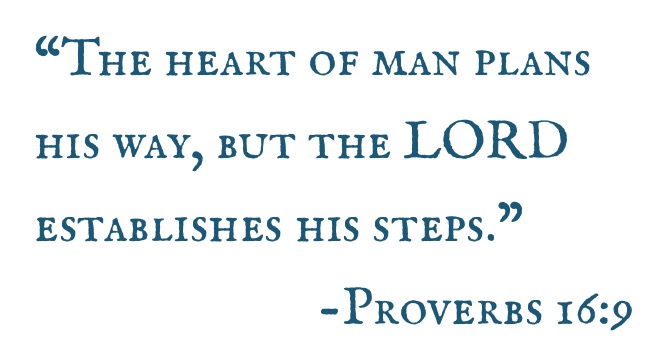 “The heart of man plans
his way, but the LORD
establishes his steps.”
-Proverbs 16:9